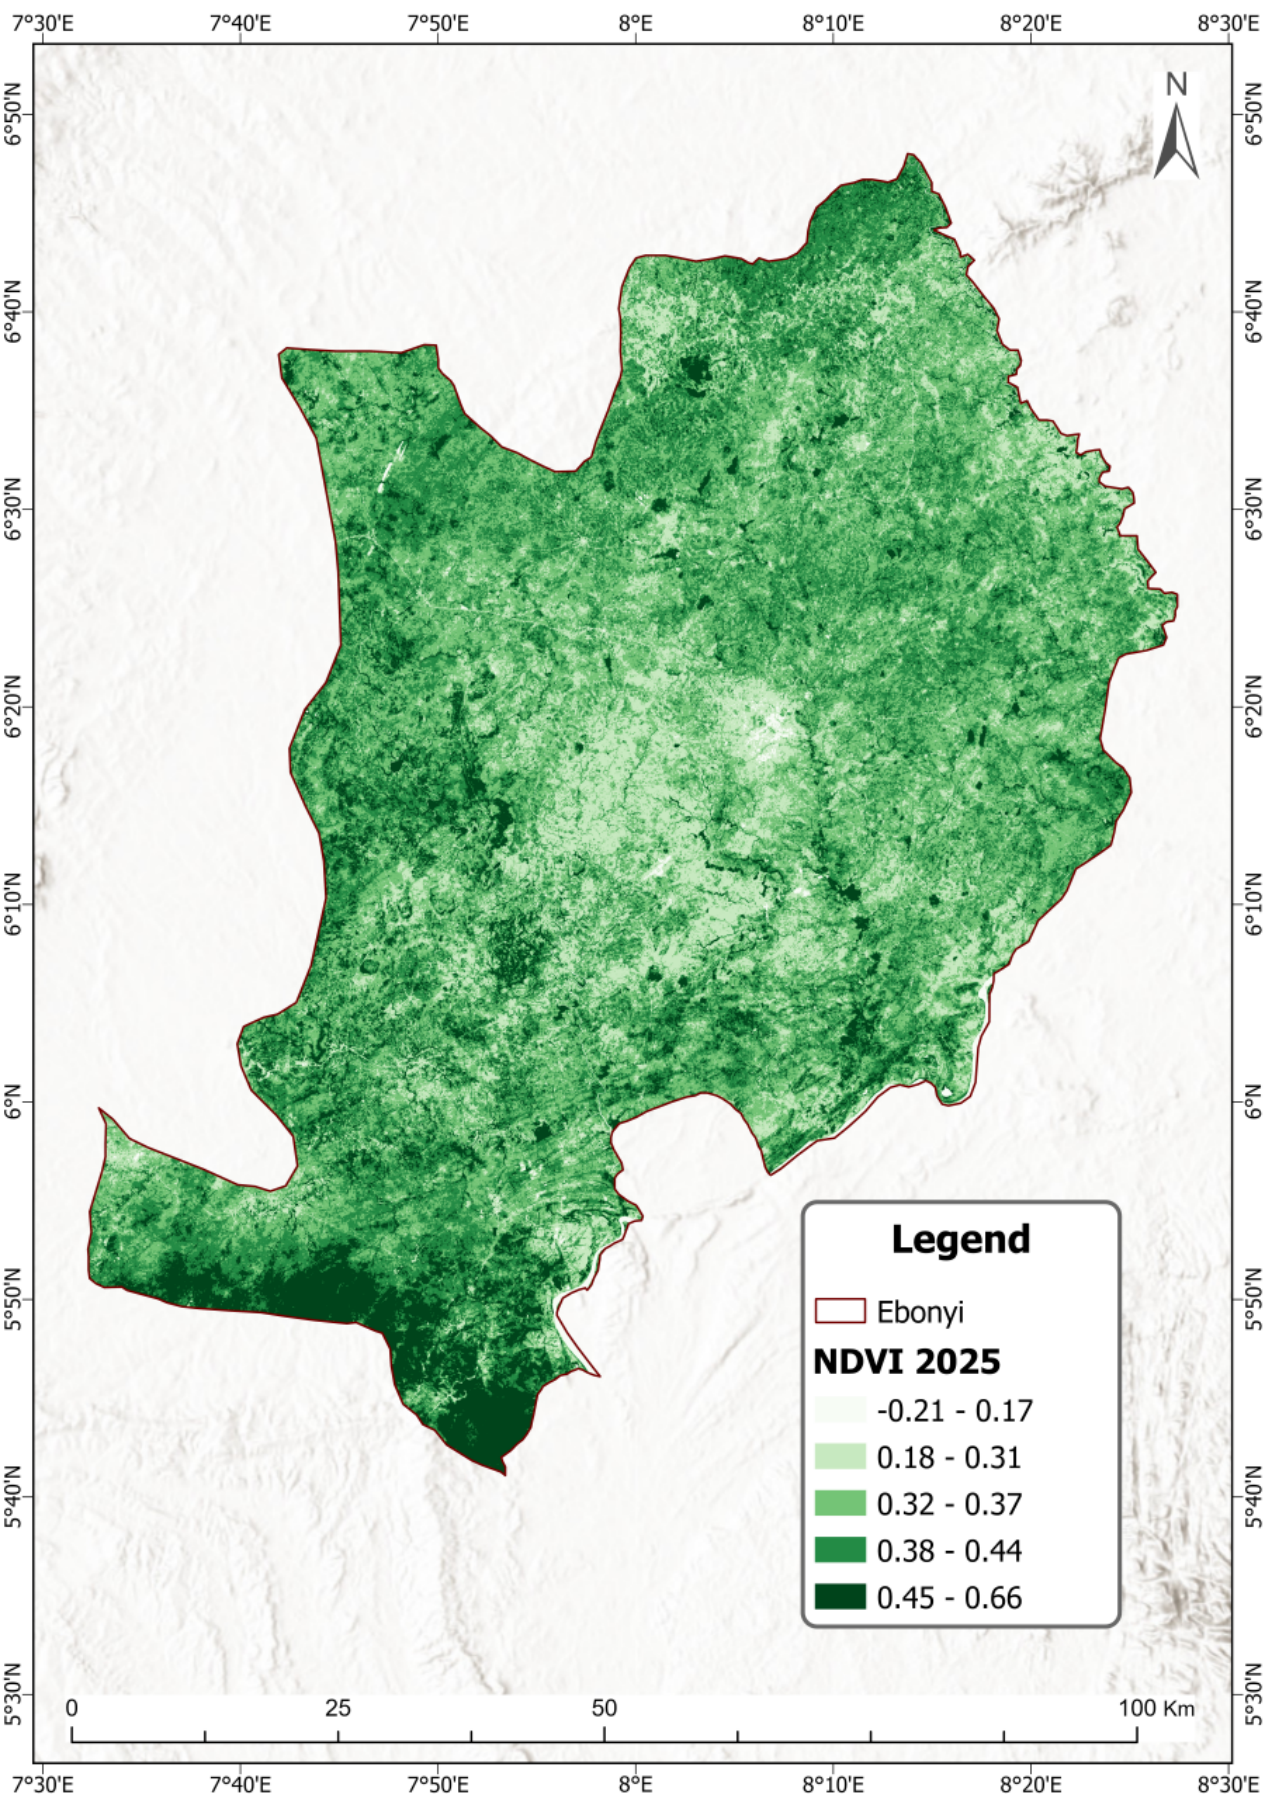 7°30'E 7°40'E 7°50'E 8°E 8°10'E 8°20'E 8°30'E
N
6°50'N 6°50'N
6°40'N 6°40'N
6°30'N 6°30'N
6°20'N 6°20'N
6°10'N 6°10'N
6°N 6°N
Legend
5°50'N 5°50'N
Ebonyi
NDVI 2025
-0.21 - 0.17
0.18 - 0.31
5°40'N 5°40'N
0.32 - 0.37
0.38 - 0.44
0.45 - 0.66
5°30'N 5°30'N
0 25 50 100 Km
7°30'E 7°40'E 7°50'E 8°E 8°10'E 8°20'E 8°30'E